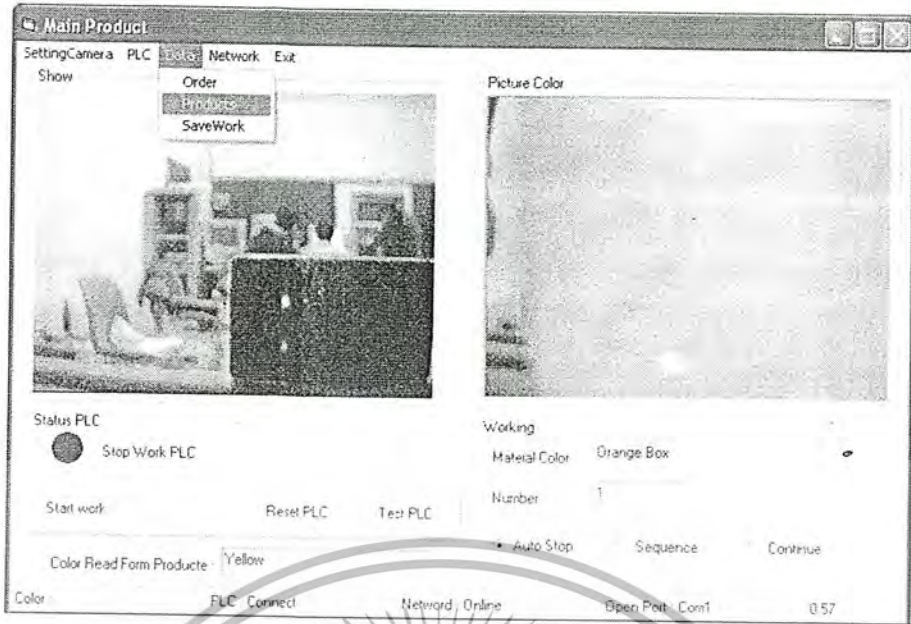 Main Product
SettingCamera PLC Data Network Exit
Show
Order
Products
SaveWork
Picture Color
Status PLC
Stop Work PLC
Start work Reset PLC Test PLC
Color Read Form Producte Yellow
Working
Material Color Orange Box
Number 1
Auto Stop Sequence Continue
Color PLC Connect Netword Online Open Port Com1 0:57